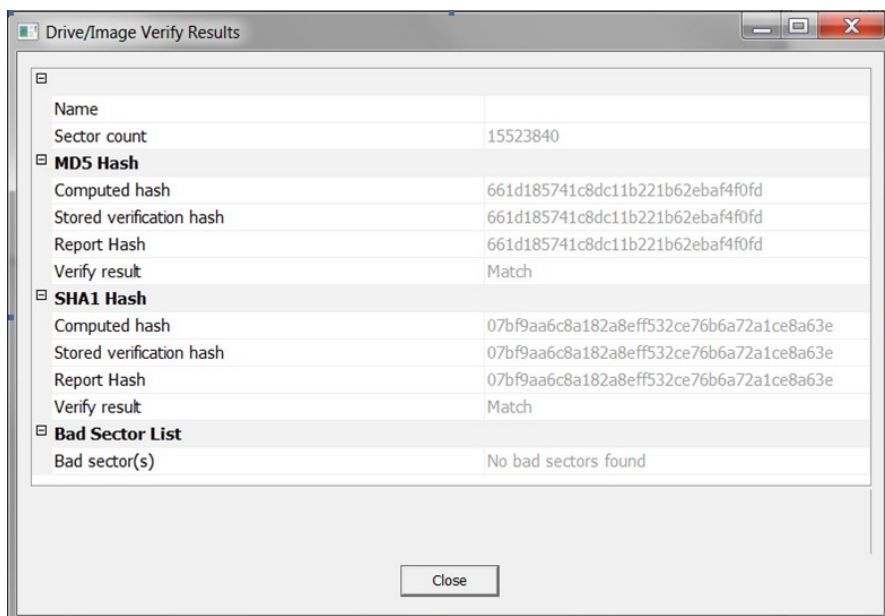 Drive/Image Verify Results
Name
Sector count 15523840
MD5 Hash
Computed hash 661d185741c8dc11b221b62ebaf4f0fd
Stored verification hash 661d185741c8dc11b221b62ebaf4f0fd
Report Hash 661d185741c8dc11b221b62ebaf4f0fd
Verify result Match
SHA1 Hash
Computed hash 07bf9aa6c8a182a8eff532ce76b6a72a1ce8a63e
Stored verification hash 07bf9aa6c8a182a8eff532ce76b6a72a1ce8a63e
Report Hash 07bf9aa6c8a182a8eff532ce76b6a72a1ce8a63e
Verify result Match
Bad Sector List
Bad sector(s) No bad sectors found
Close